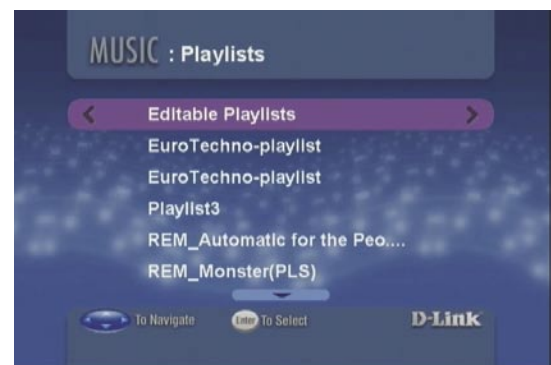 MUSIC : Playlists
Editable Playlists
EuroTechno-playlist
EuroTechno-playlist
Playlist3
REM_Automatic for the Peo....
REM_Monster(PLS)
To Navigate Enter To Select D-Link